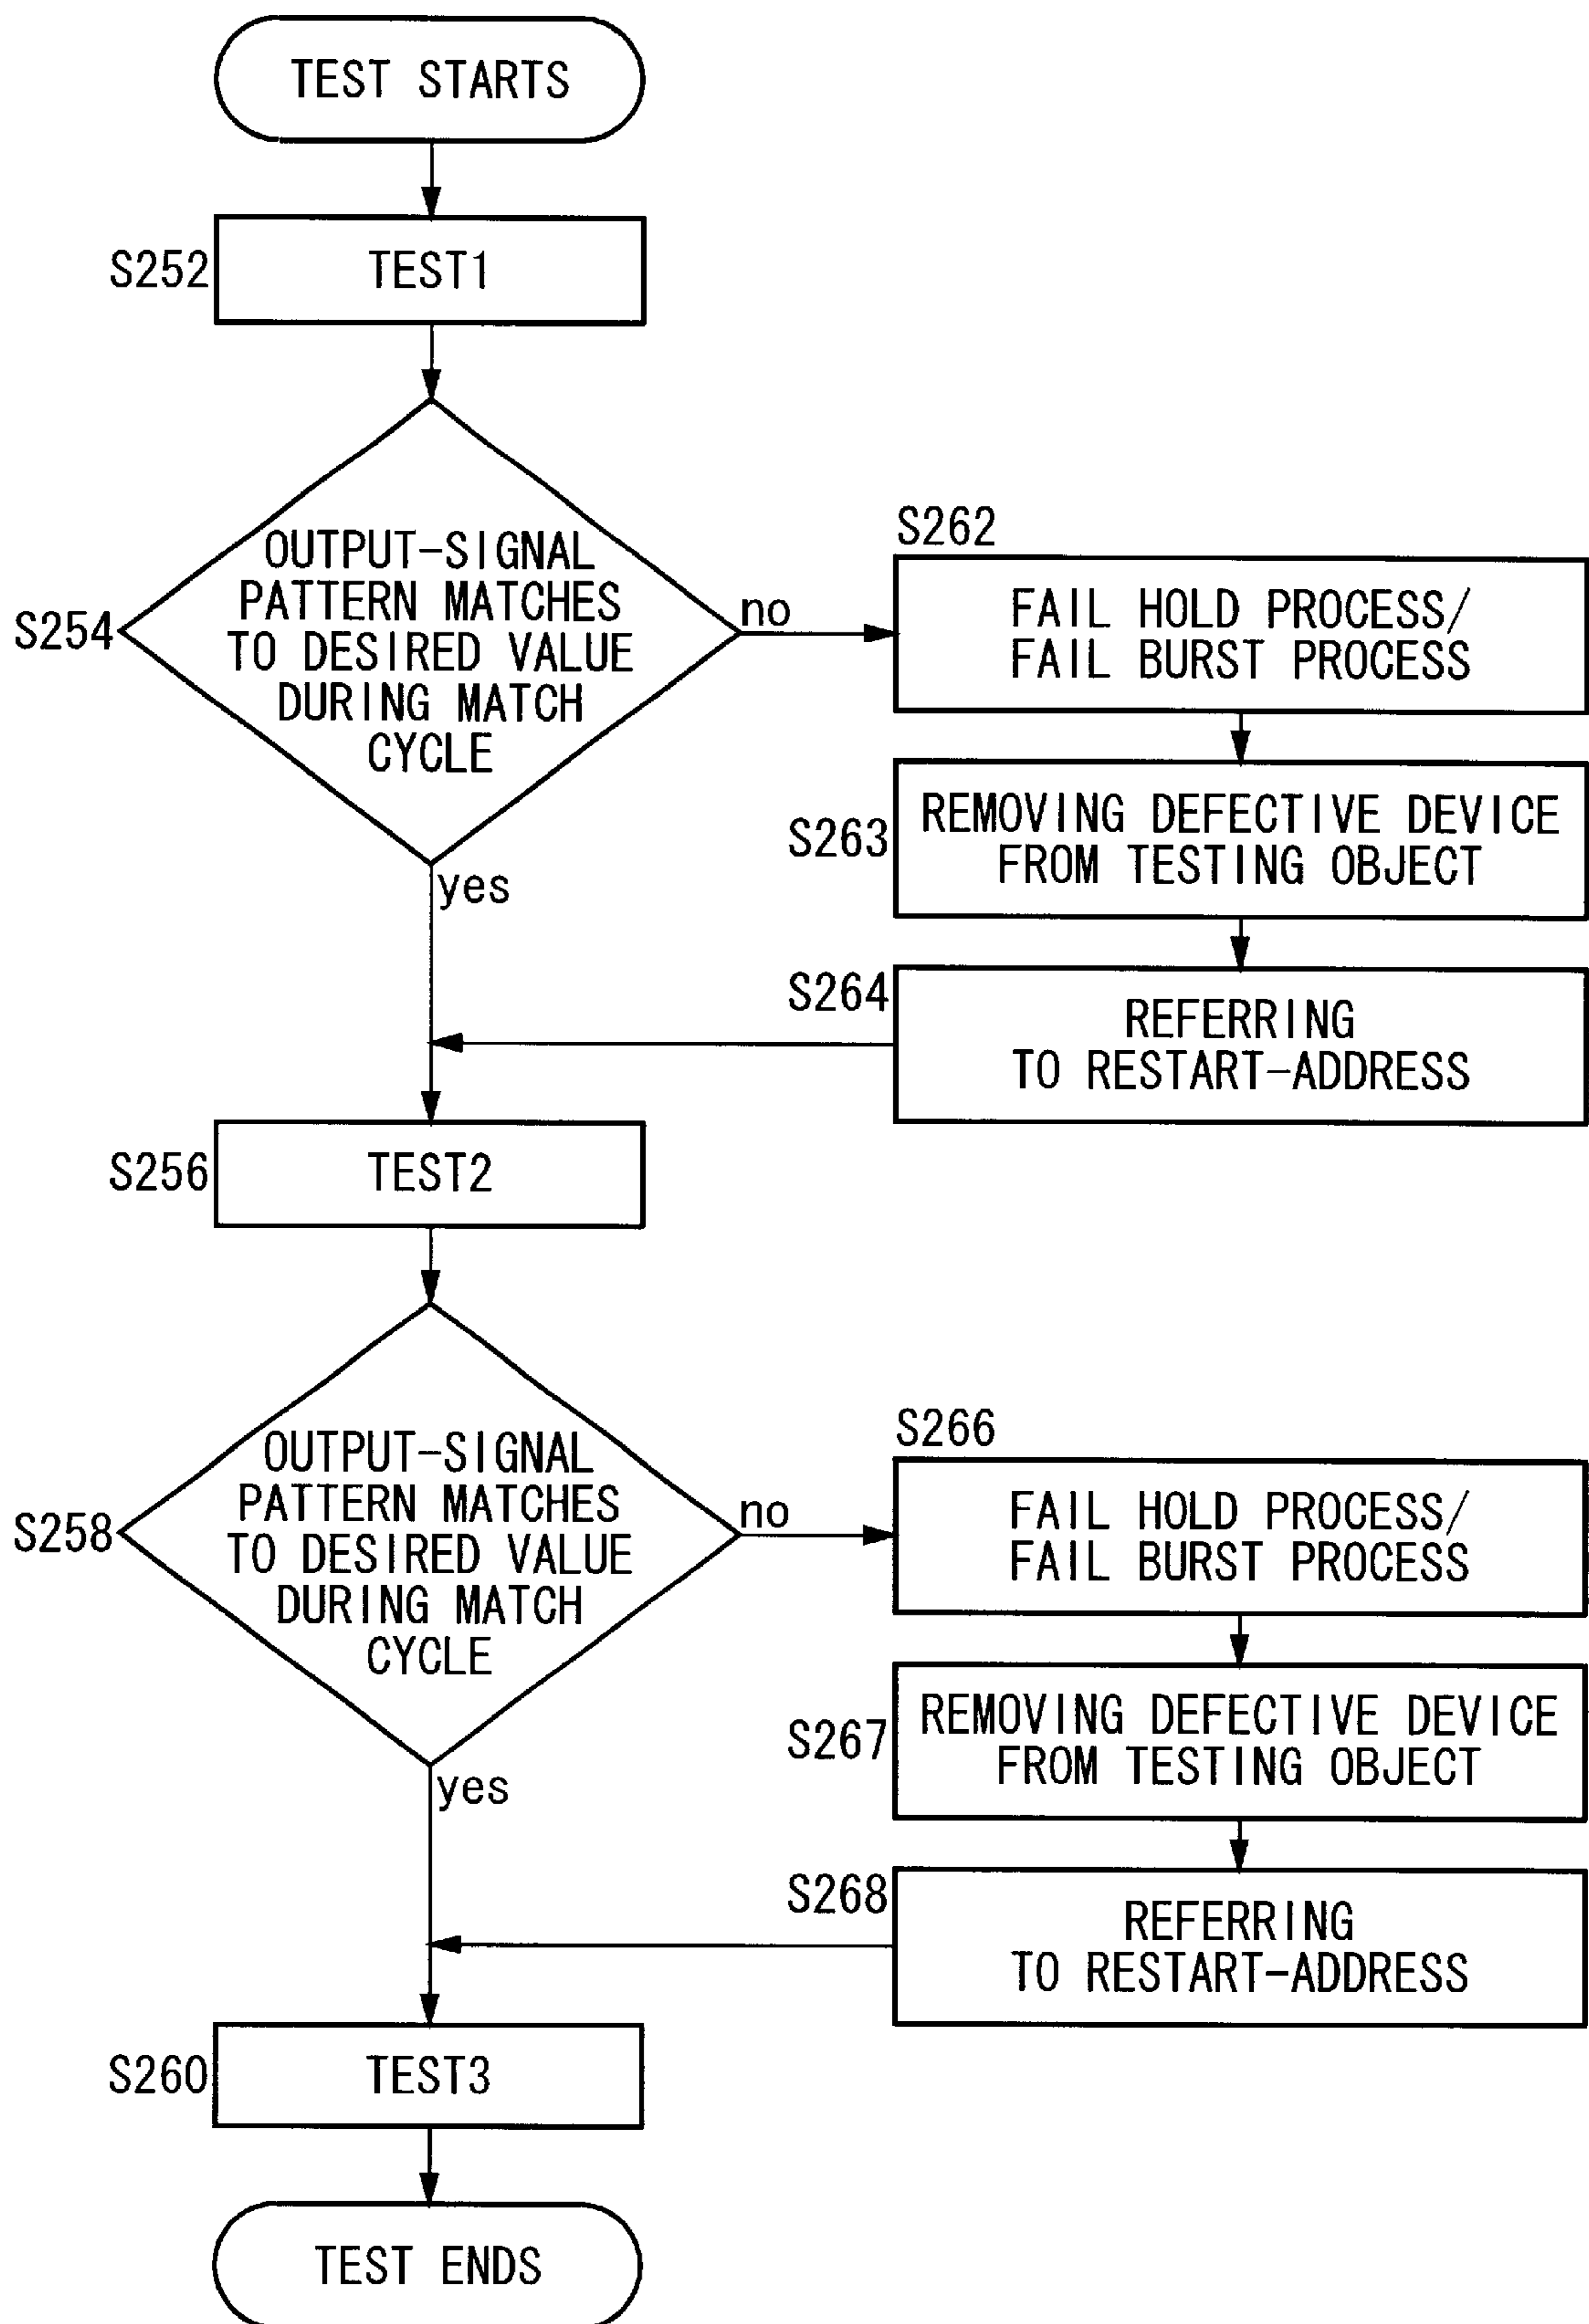 TEST STARTS
S252
TEST1
S254
OUTPUT-SIGNAL
PATTERN MATCHES
TO DESIRED VALUE
DURING MATCH
CYCLE
no
yes
S262
FAIL HOLD PROCESS/
FAIL BURST PROCESS
S263
REMOVING DEFECTIVE DEVICE
FROM TESTING OBJECT
S264
REFERRING
TO RESTART-ADDRESS
S256
TEST2
S258
OUTPUT-SIGNAL
PATTERN MATCHES
TO DESIRED VALUE
DURING MATCH
CYCLE
no
yes
S266
FAIL HOLD PROCESS/
FAIL BURST PROCESS
S267
REMOVING DEFECTIVE DEVICE
FROM TESTING OBJECT
S268
REFERRING
TO RESTART-ADDRESS
S260
TEST3
TEST ENDS